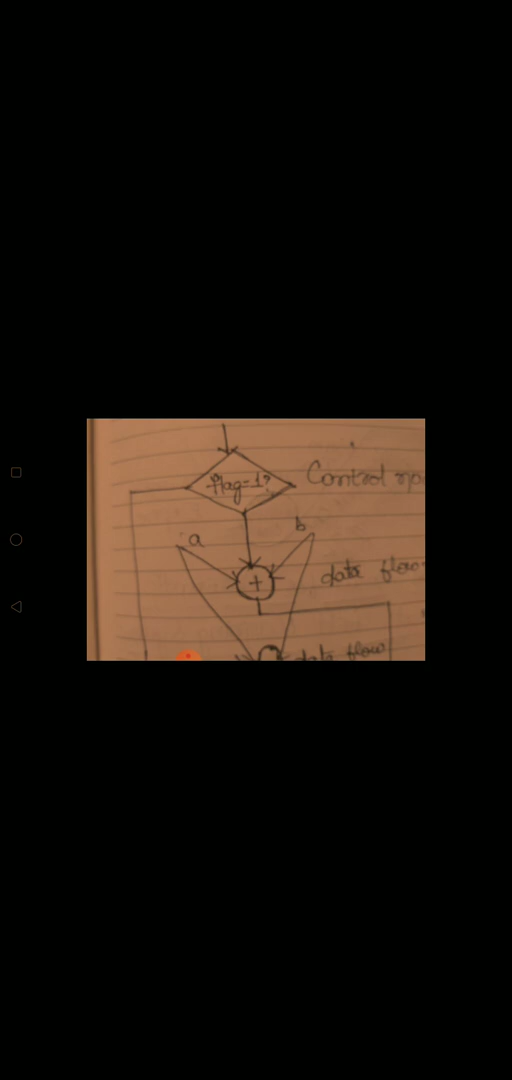 flag=1?
Control
a
b
+
data flow
data flow